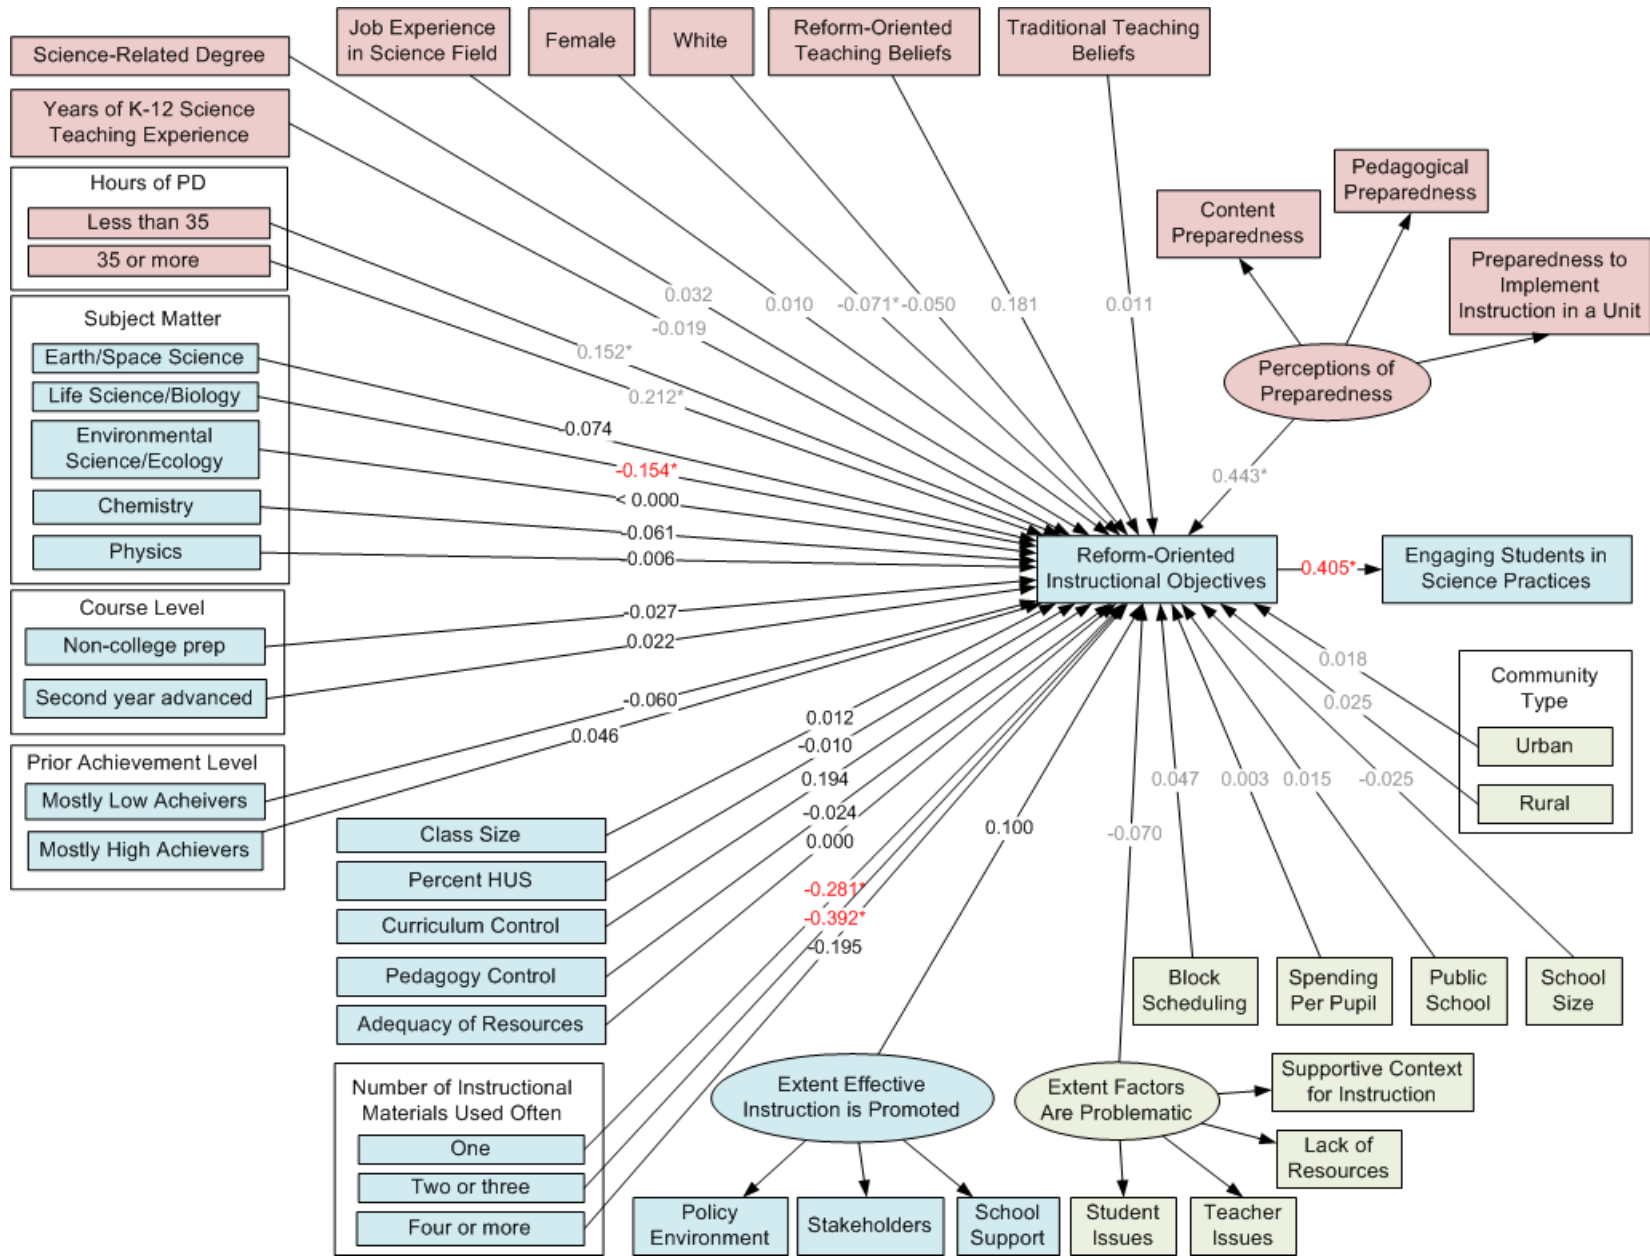 Science-Related Degree
Job Experience
in Science Field
Female
White
Reform-Oriented
Teaching Beliefs
Traditional Teaching
Beliefs
Years of K-12 Science
Teaching Experience
Hours of PD
Less than 35
35 or more
Subject Matter
Earth/Space Science
Life Science/Biology
Environmental
Science/Ecology
Chemistry
Physics
Course Level
Non-college prep
Second year advanced
Prior Achievement Level
Mostly Low Acheivers
Mostly High Achievers
Content
Preparedness
Pedagogical
Preparedness
Preparedness to
Implement
Instruction in a Unit
Perceptions of
Preparedness
0.032
-0.019
0.010
-0.071*
-0.050
0.181
0.011
0.152*
0.212*
0.443*
-0.074
-0.154*
< 0.000
-0.061
-0.006
-0.027
0.022
-0.060
0.046
Reform-Oriented
Instructional Objectives
0.405*
Engaging Students in
Science Practices
0.012
-0.010
0.194
-0.024
0.000
-0.281*
-0.392*
-0.195
0.100
-0.070
0.047
0.003
0.015
-0.025
0.018
0.025
Community
Type
Urban
Rural
Class Size
Percent HUS
Curriculum Control
Pedagogy Control
Adequacy of Resources
Number of Instructional
Materials Used Often
One
Two or three
Four or more
Block
Scheduling
Spending
Per Pupil
Public
School
School
Size
Extent Effective
Instruction is Promoted
Policy
Environment
Stakeholders
School
Support
Extent Factors
Are Problematic
Supportive Context
for Instruction
Lack of
Resources
Student
Issues
Teacher
Issues